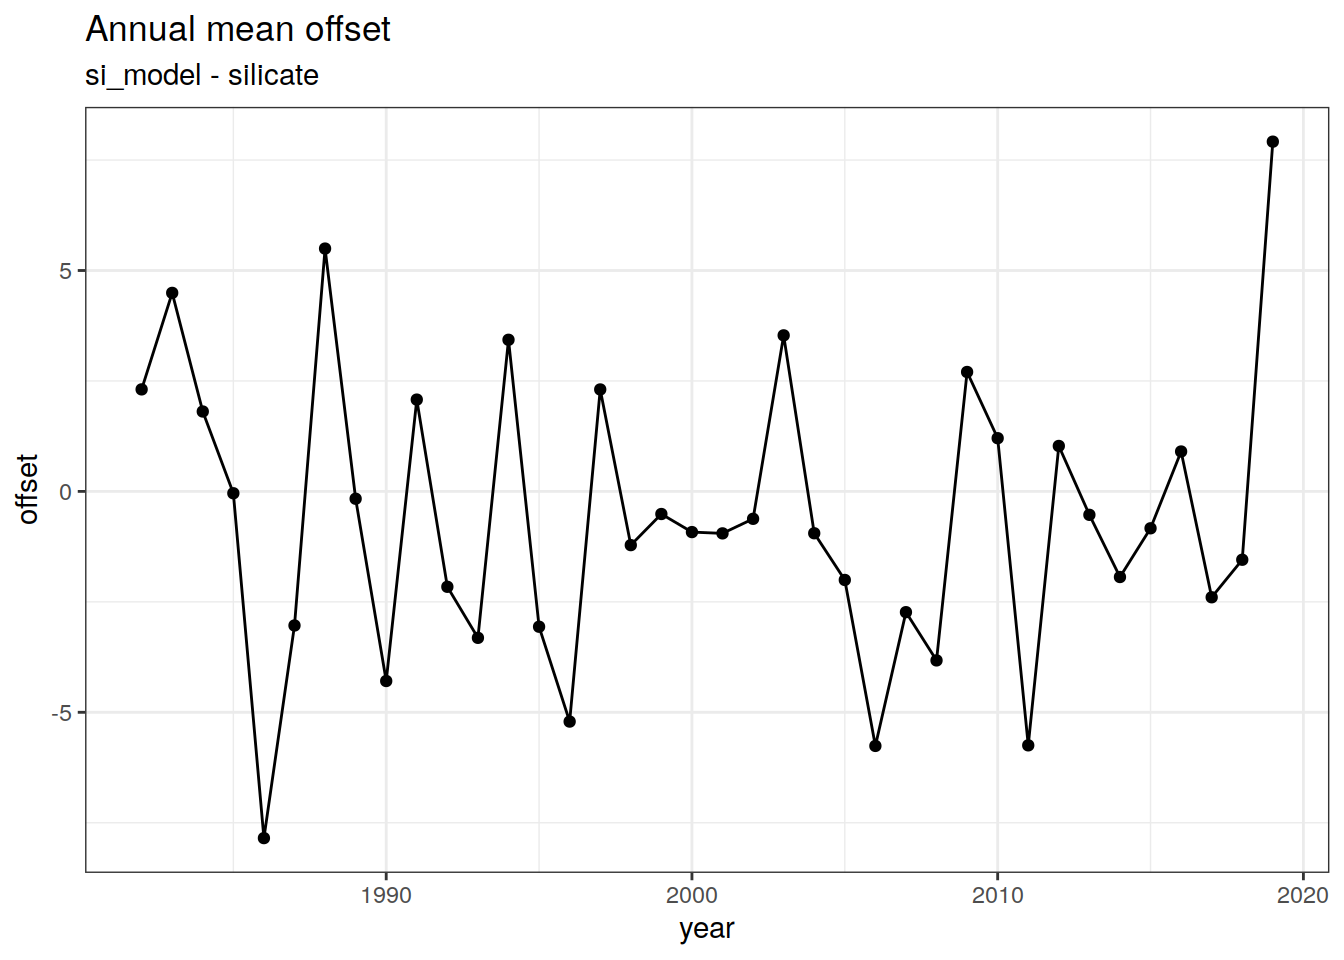 Annual mean offset
si_model - silicate
offset
5
0
-5
1990
2000
2010
2020
year